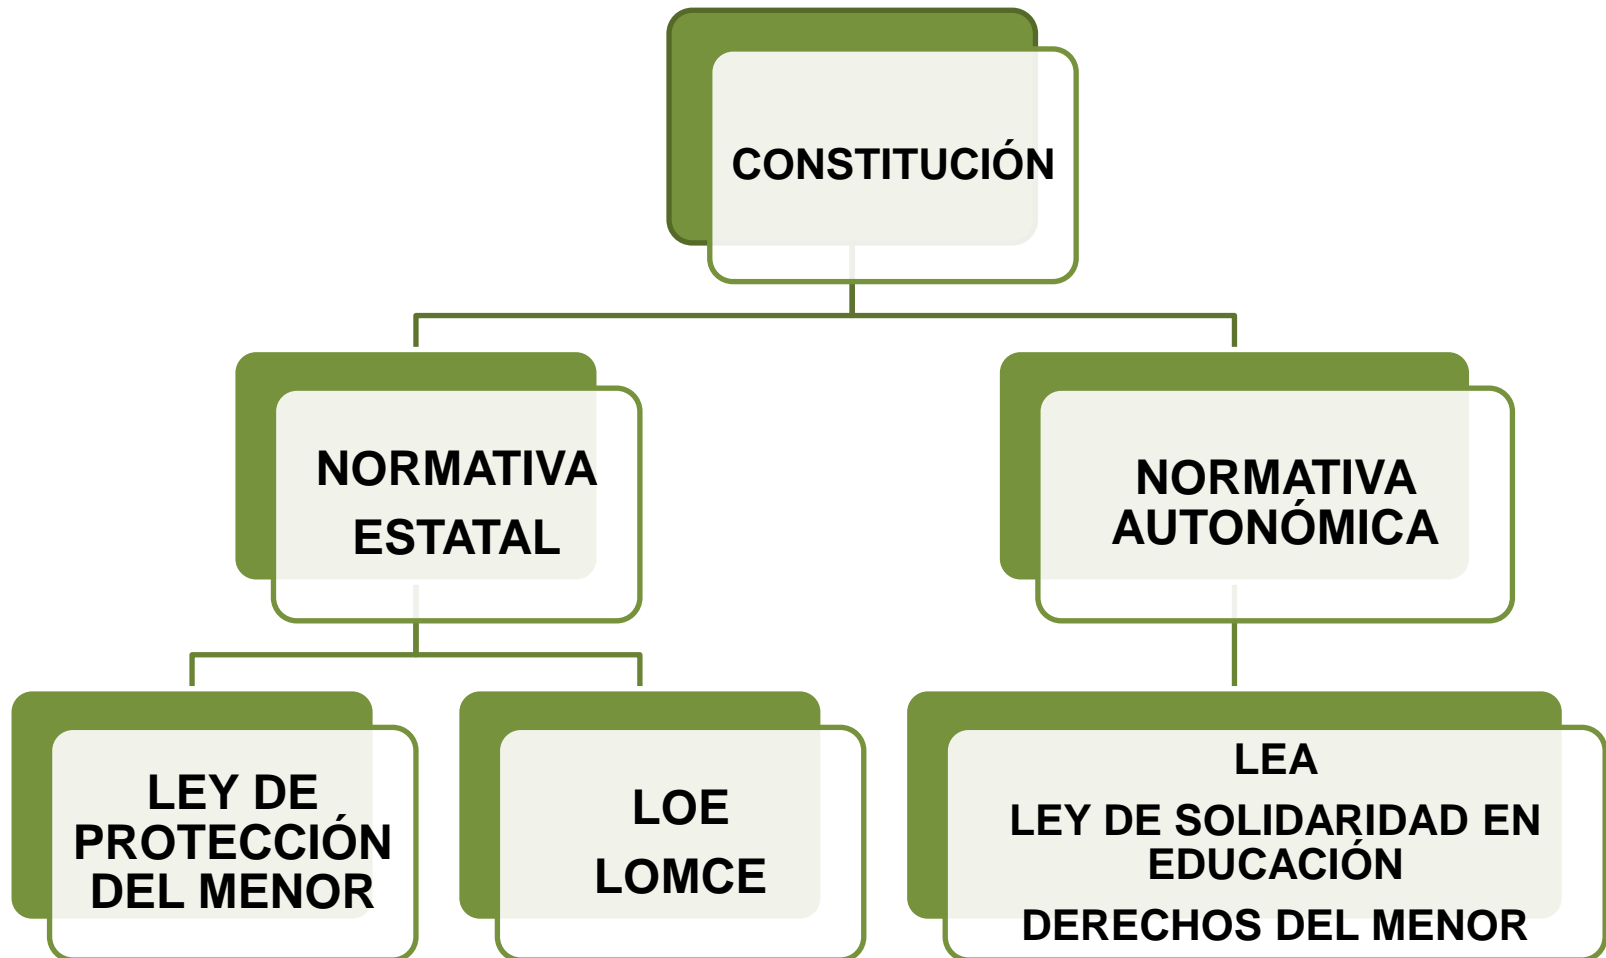 CONSTITUCIÓN
NORMATIVA
ESTATAL
NORMATIVA
AUTONÓMICA
LEY DE
PROTECCIÓN
DEL MENOR
LOE
LOMCE
LEA
LEY DE SOLIDARIDAD EN
EDUCACIÓN
DERECHOS DEL MENOR